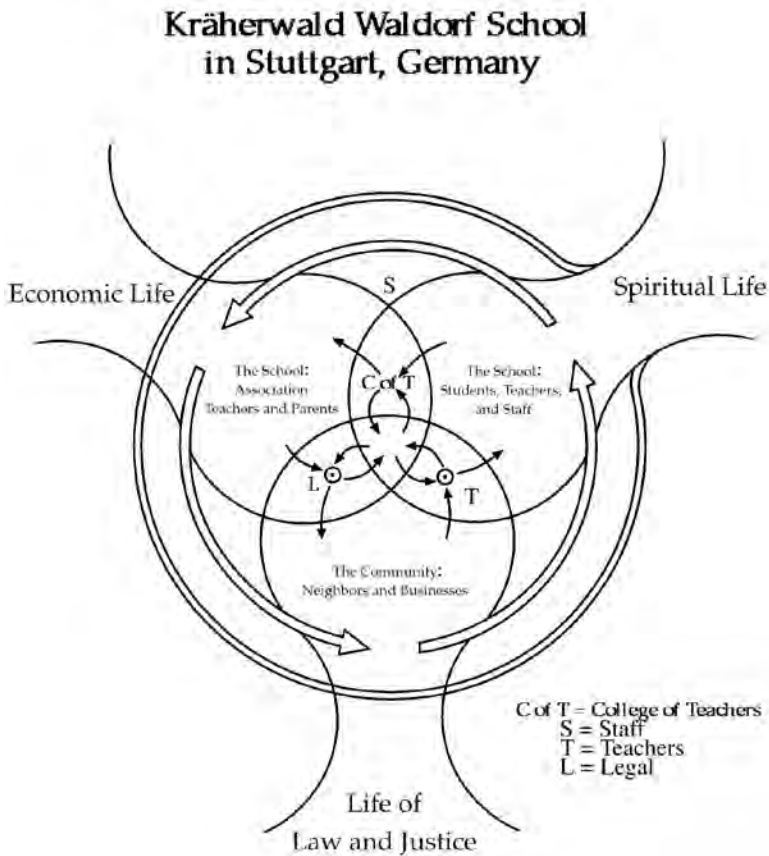 Kräherwald Waldorf School
in Stuttgart, Germany
Economic Life
S
Spiritual Life
The School:
Association
Teachers and Parents
C of T
The School:
Students, Teachers,
and Staff
L
T
The Community:
Neighbors and Businesses
C of T = College of Teachers
S = Staff
T = Teachers
L = Legal
Life of
Law and Justice